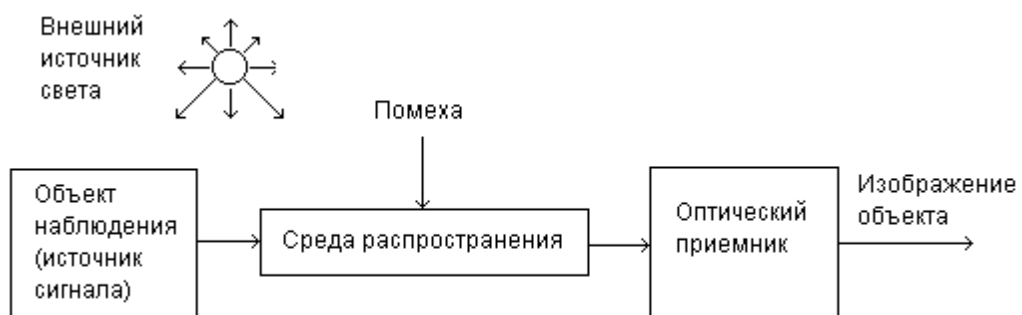 Внешний
источник
света
Помеха
Объект
наблюдения
(источник
сигнала)
Среда распространения
Оптический
приемник
Изображение
объекта